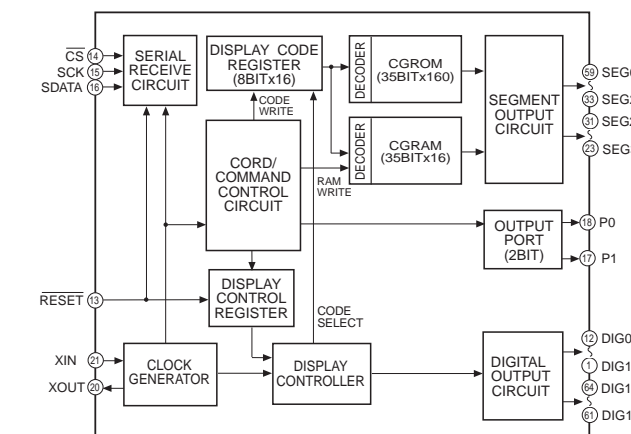 CS
14
SCK
15
SDATA
16
SERIAL
RECEIVE
CIRCUIT
DISPLAY CODE
REGISTER
(8BITx16)
DECODER
CGROM
(35BITx160)
SEGMENT
OUTPUT
CIRCUIT
59
33
31
23
CODE
WRITE
DECODER
CGRAM
(35BITx16)
CORD/
COMMAND
CONTROL
CIRCUIT
RAM
WRITE
OUTPUT
PORT
(2BIT)
18 P0
17 P1
RESET
13
DISPLAY
CONTROL
REGISTER
CODE
SELECT
XIN
21
XOUT
20
CLOCK
GENERATOR
DISPLAY
CONTROLLER
DIGITAL
OUTPUT
CIRCUIT
12 DIG0
1
64
61